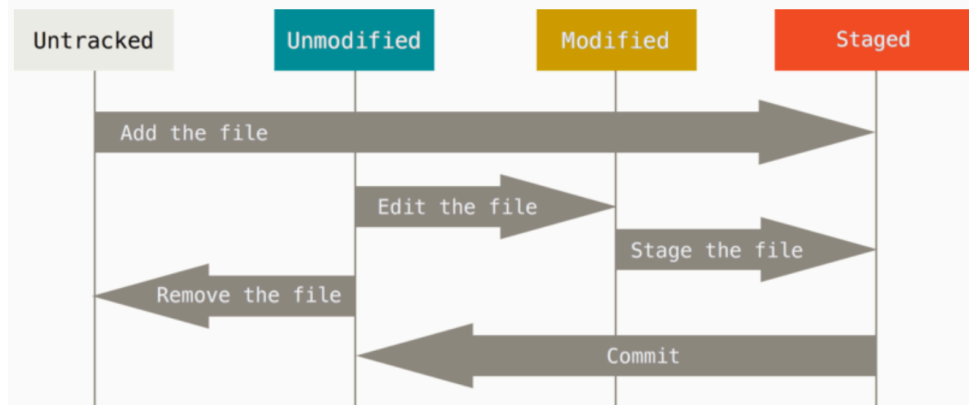 Untracked
Unmodified
Modified
Staged
Add the file
Edit the file
Stage the file
Remove the file
Commit